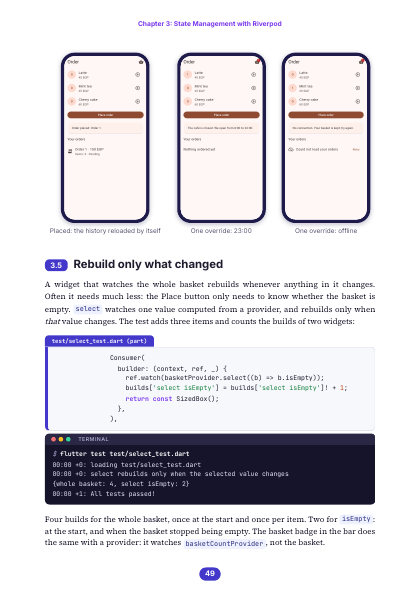 Chapter 3: State Management with Riverpod
Order
Latte
Mint tea
Cherry cake
Place order
Order placed: Order 1
Your orders
Order 1 · 150 EGP
Order
Latte
Mint tea
Cherry cake
Place order
Your orders
Nothing ordered yet
Order
Latte
Mint tea
Cherry cake
Place order
No connection. Your basket is kept, try again.
Your orders
Could not load your orders
Retry
Placed: the history reloaded by itself
One override: 23:00
One override: offline
3.5 Rebuild only what changed
A widget that watches the whole basket rebuilds whenever anything in it changes.
Often it needs much less: the Place button only needs to know whether the basket is
empty. select watches one value computed from a provider, and rebuilds only when
that value changes. The test adds three items and counts the builds of two widgets:
test/select_test.dart (part)
Consumer(
builder: (context, ref, _) {
ref.watch(basketProvider.select((b) => b.isEmpty));
builds['select isEmpty'] = builds['select isEmpty']! + 1;
return const SizedBox();
},
),
TERMINAL
$ flutter test test/select_test.dart
00:00 +0: loading test/select_test.dart
00:00 +0: select rebuilds only when the selected value changes
{whole basket: 4, select isEmpty: 2}
00:00 +1: All tests passed!
Four builds for the whole basket, once at the start and once per item. Two for isEmpty:
at the start, and when the basket stopped being empty. The basket badge in the bar does
the same with a provider: it watches basketCountProvider, not the basket.
49